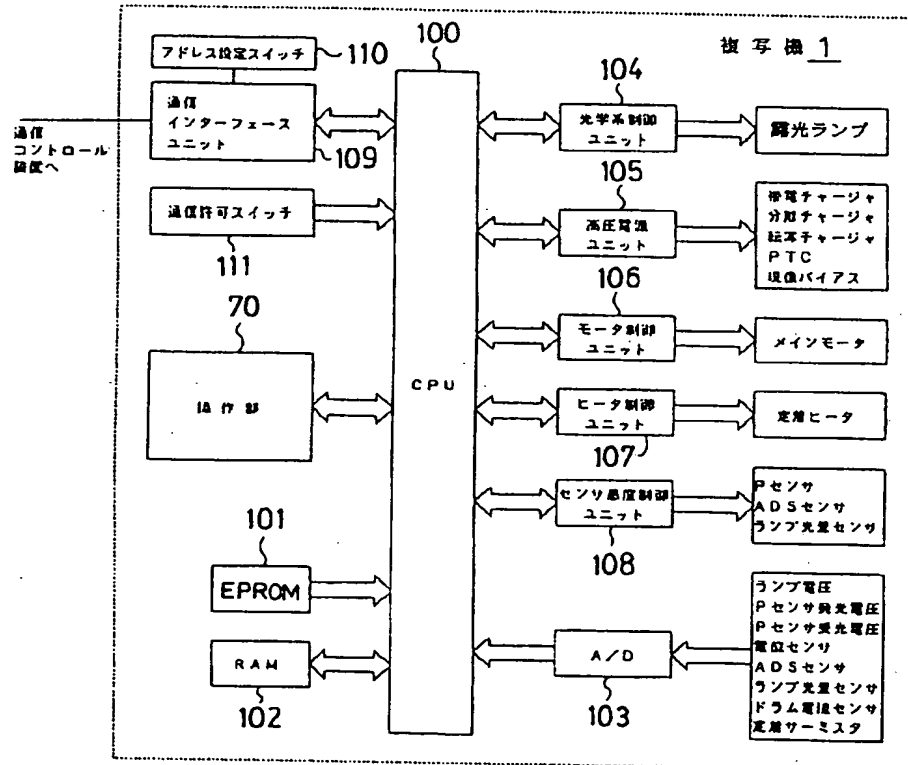 複写機 1
110
アドレス設定スイッチ
100
通信
インターフェース
ユニット
109
通信
コントロール
装置へ
通信許可スイッチ
111
70
操作部
101
EPROM
RAM
102
CPU
104
光学系制御
ユニット
露光ランプ
105
高圧電源
ユニット
帯電チャージャ
分離チャージャ
転写チャージャ
PTC
現像バイアス
106
モータ制御
ユニット
メインモータ
ヒータ制御
ユニット
107
定着ヒータ
センサ感度制御
ユニット
108
Pセンサ
ADSセンサ
ランプ光量センサ
A/D
103
ランプ電圧
Pセンサ発光電圧
Pセンサ受光電圧
電位センサ
ADSセンサ
ランプ光量センサ
ドラム電流センサ
定着サーミスタ